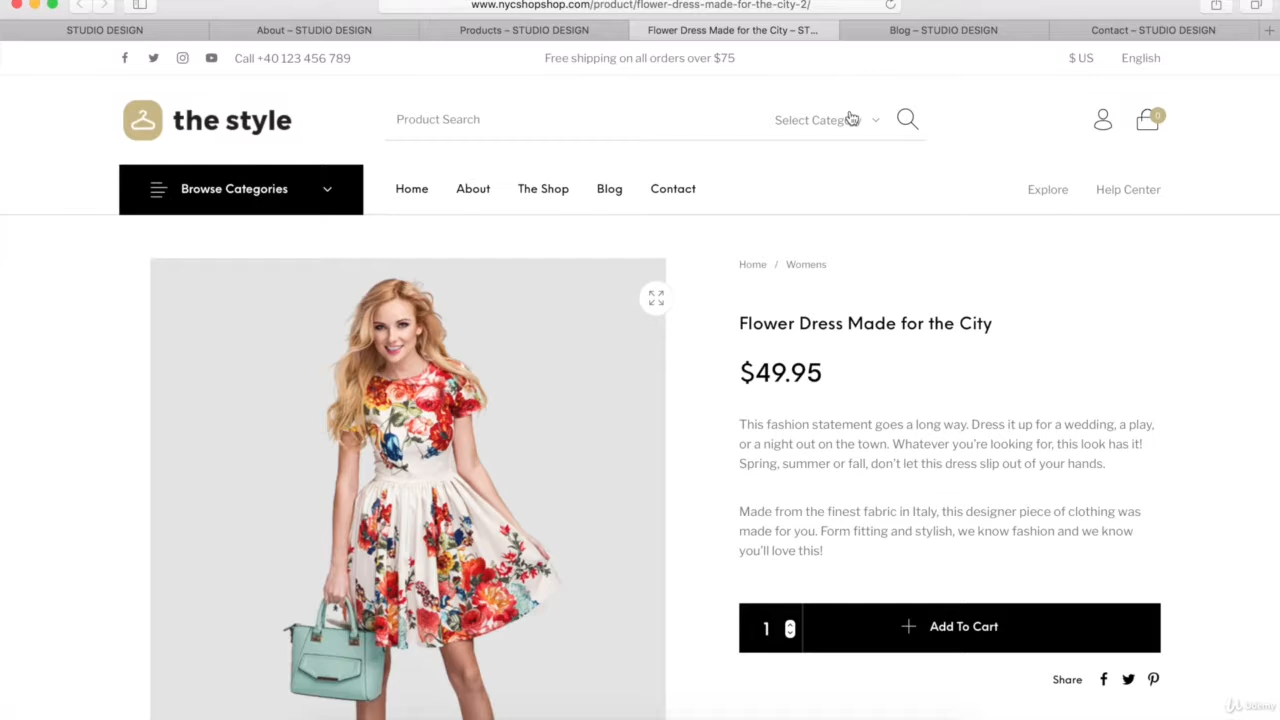 www.nycshopshop.com/product/flower-dress-made-for-the-city-2/
STUDIO DESIGN
About – STUDIO DESIGN
Products – STUDIO DESIGN
Flower Dress Made for the City – ST...
Blog – STUDIO DESIGN
Contact – STUDIO DESIGN
Call +40 123 456 789
Free shipping on all orders over $75
$ US
English
the style
Product Search
Select Catego
0
Browse Categories
Home
About
The Shop
Blog
Contact
Explore
Help Center
Home / Womens
Flower Dress Made for the City
$49.95
This fashion statement goes a long way. Dress it up for a wedding, a play,
or a night out on the town. Whatever you're looking for, this look has it!
Spring, summer or fall, don't let this dress slip out of your hands.
Made from the finest fabric in Italy, this designer piece of clothing was
made for you. Form fitting and stylish, we know fashion and we know
you'll love this!
1
Add To Cart
Share
Udemy